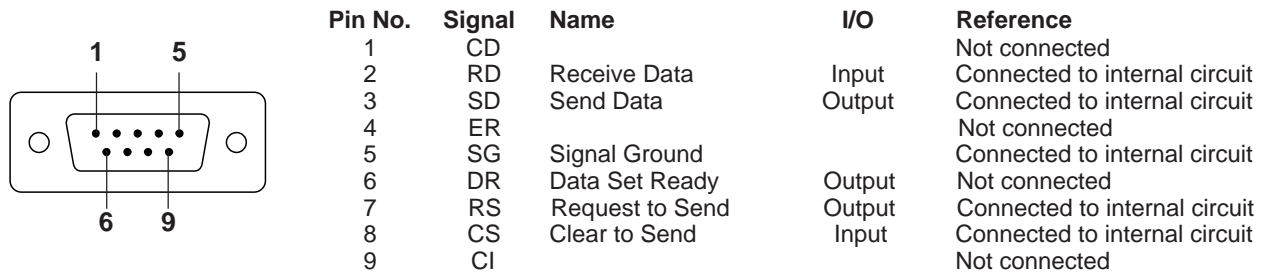 1 5
6 9
Pin No. Signal Name I/O Reference
1 CD Not connected
2 RD Receive Data Input Connected to internal circuit
3 SD Send Data Output Connected to internal circuit
4 ER Not connected
5 SG Signal Ground Connected to internal circuit
6 DR Data Set Ready Output Not connected
7 RS Request to Send Output Connected to internal circuit
8 CS Clear to Send Input Connected to internal circuit
9 CI Not connected